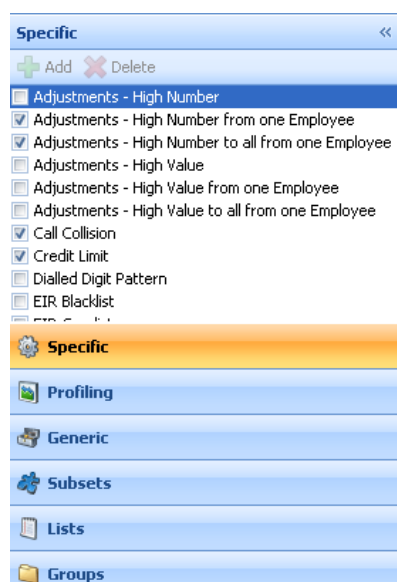 Specific
Add Delete
Adjustments - High Number
Adjustments - High Number from one Employee
Adjustments - High Number to all from one Employee
Adjustments - High Value
Adjustments - High Value from one Employee
Adjustments - High Value to all from one Employee
Call Collision
Credit Limit
Dialled Digit Pattern
EIR Blacklist
Specific
Profiling
Generic
Subsets
Lists
Groups